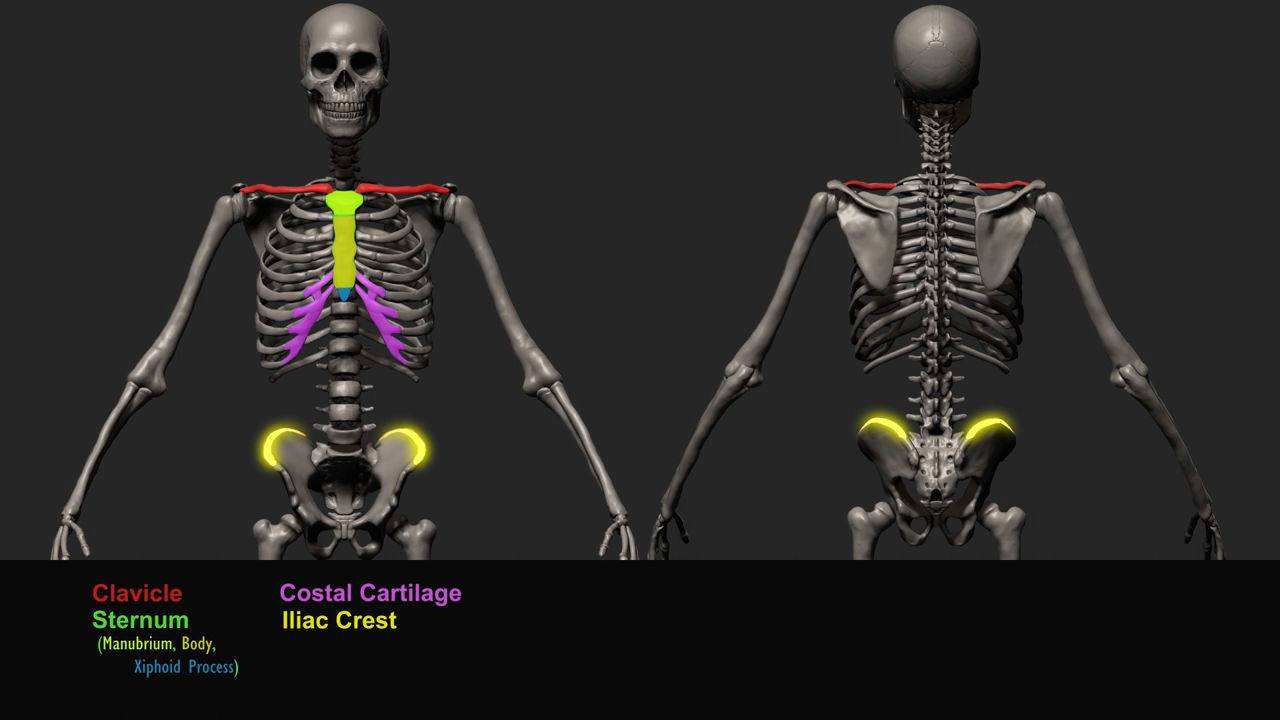 Clavicle
Sternum
(Manubrium, Body,
Xiphoid Process)
Costal Cartilage
Iliac Crest